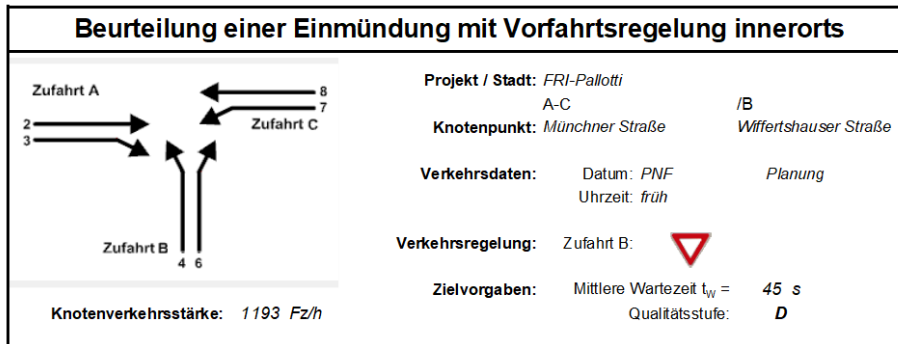 Beurteilung einer Einmündung mit Vorfahrtsregelung innerorts
Zufahrt A
8
7
2
Zufahrt C
3
Zufahrt B
4 6
Knotenverkehrsstärke: 1193 Fz/h
Projekt / Stadt: FRI-Pallotti
A-C /B
Knotenpunkt: Münchner Straße Wiffertshauser Straße
Verkehrsdaten: Datum: PNF Planung
Uhrzeit: früh
Verkehrsregelung: Zufahrt B:
Zielvorgaben: Mittlere Wartezeit tw = 45 s
Qualitätsstufe: D